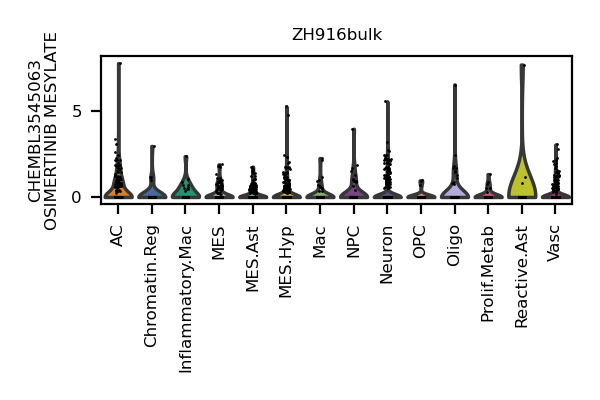 ZH916bulk
CHEMBL3545063
OSIMERTINIB MESYLATE
5
0
AC
Chromatin.Reg
Inflammatory.Mac
MES
MES.Ast
MES.Hyp
Mac
NPC
Neuron
OPC
Oligo
Prolif.Metab
Reactive.Ast
Vasc